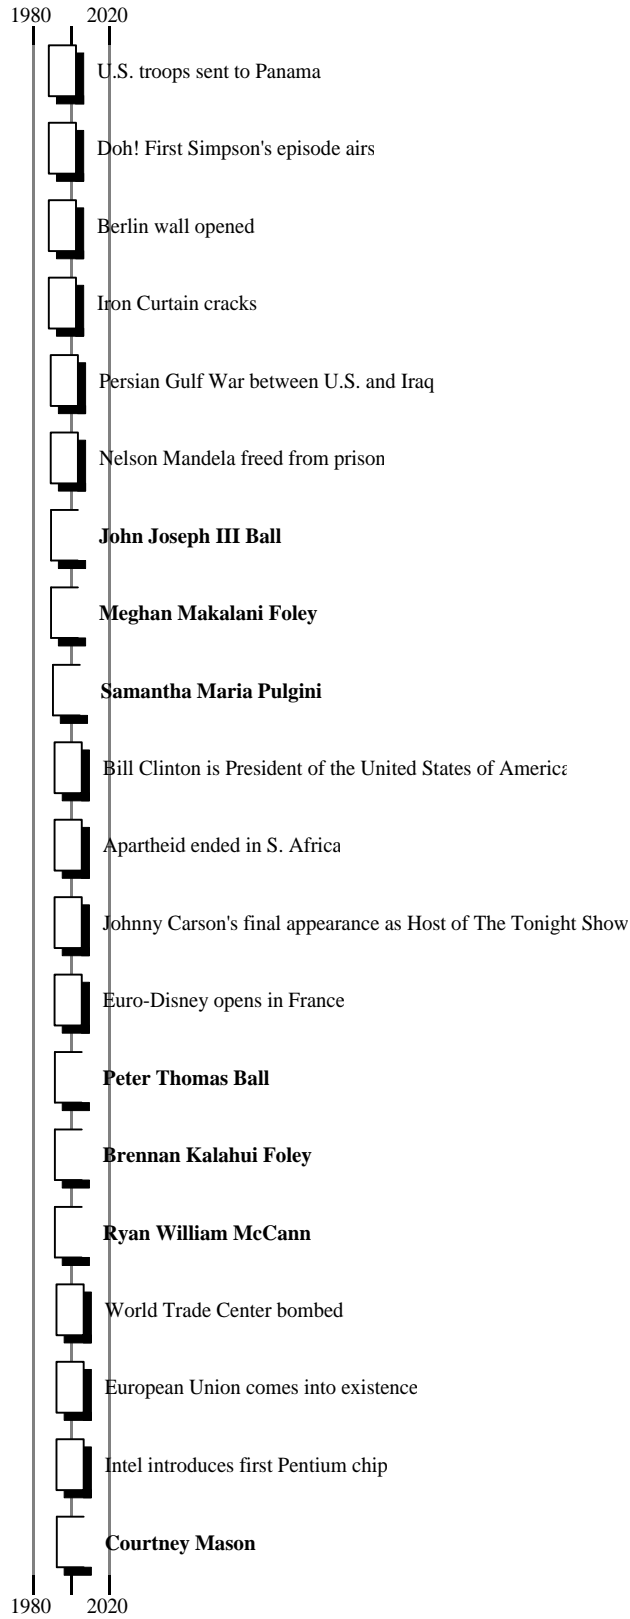 1980 2020
U.S. troops sent to Panama
Doh! First Simpson's episode airs
Berlin wall opened
Iron Curtain cracks
Persian Gulf War between U.S. and Iraq
Nelson Mandela freed from prison
John Joseph III Ball
Meghan Makalani Foley
Samantha Maria Pulgini
Bill Clinton is President of the United States of America
Apartheid ended in S. Africa
Johnny Carson's final appearance as Host of The Tonight Show
Euro-Disney opens in France
Peter Thomas Ball
Brennan Kalahui Foley
Ryan William McCann
World Trade Center bombed
European Union comes into existence
Intel introduces first Pentium chip
Courtney Mason
1980 2020